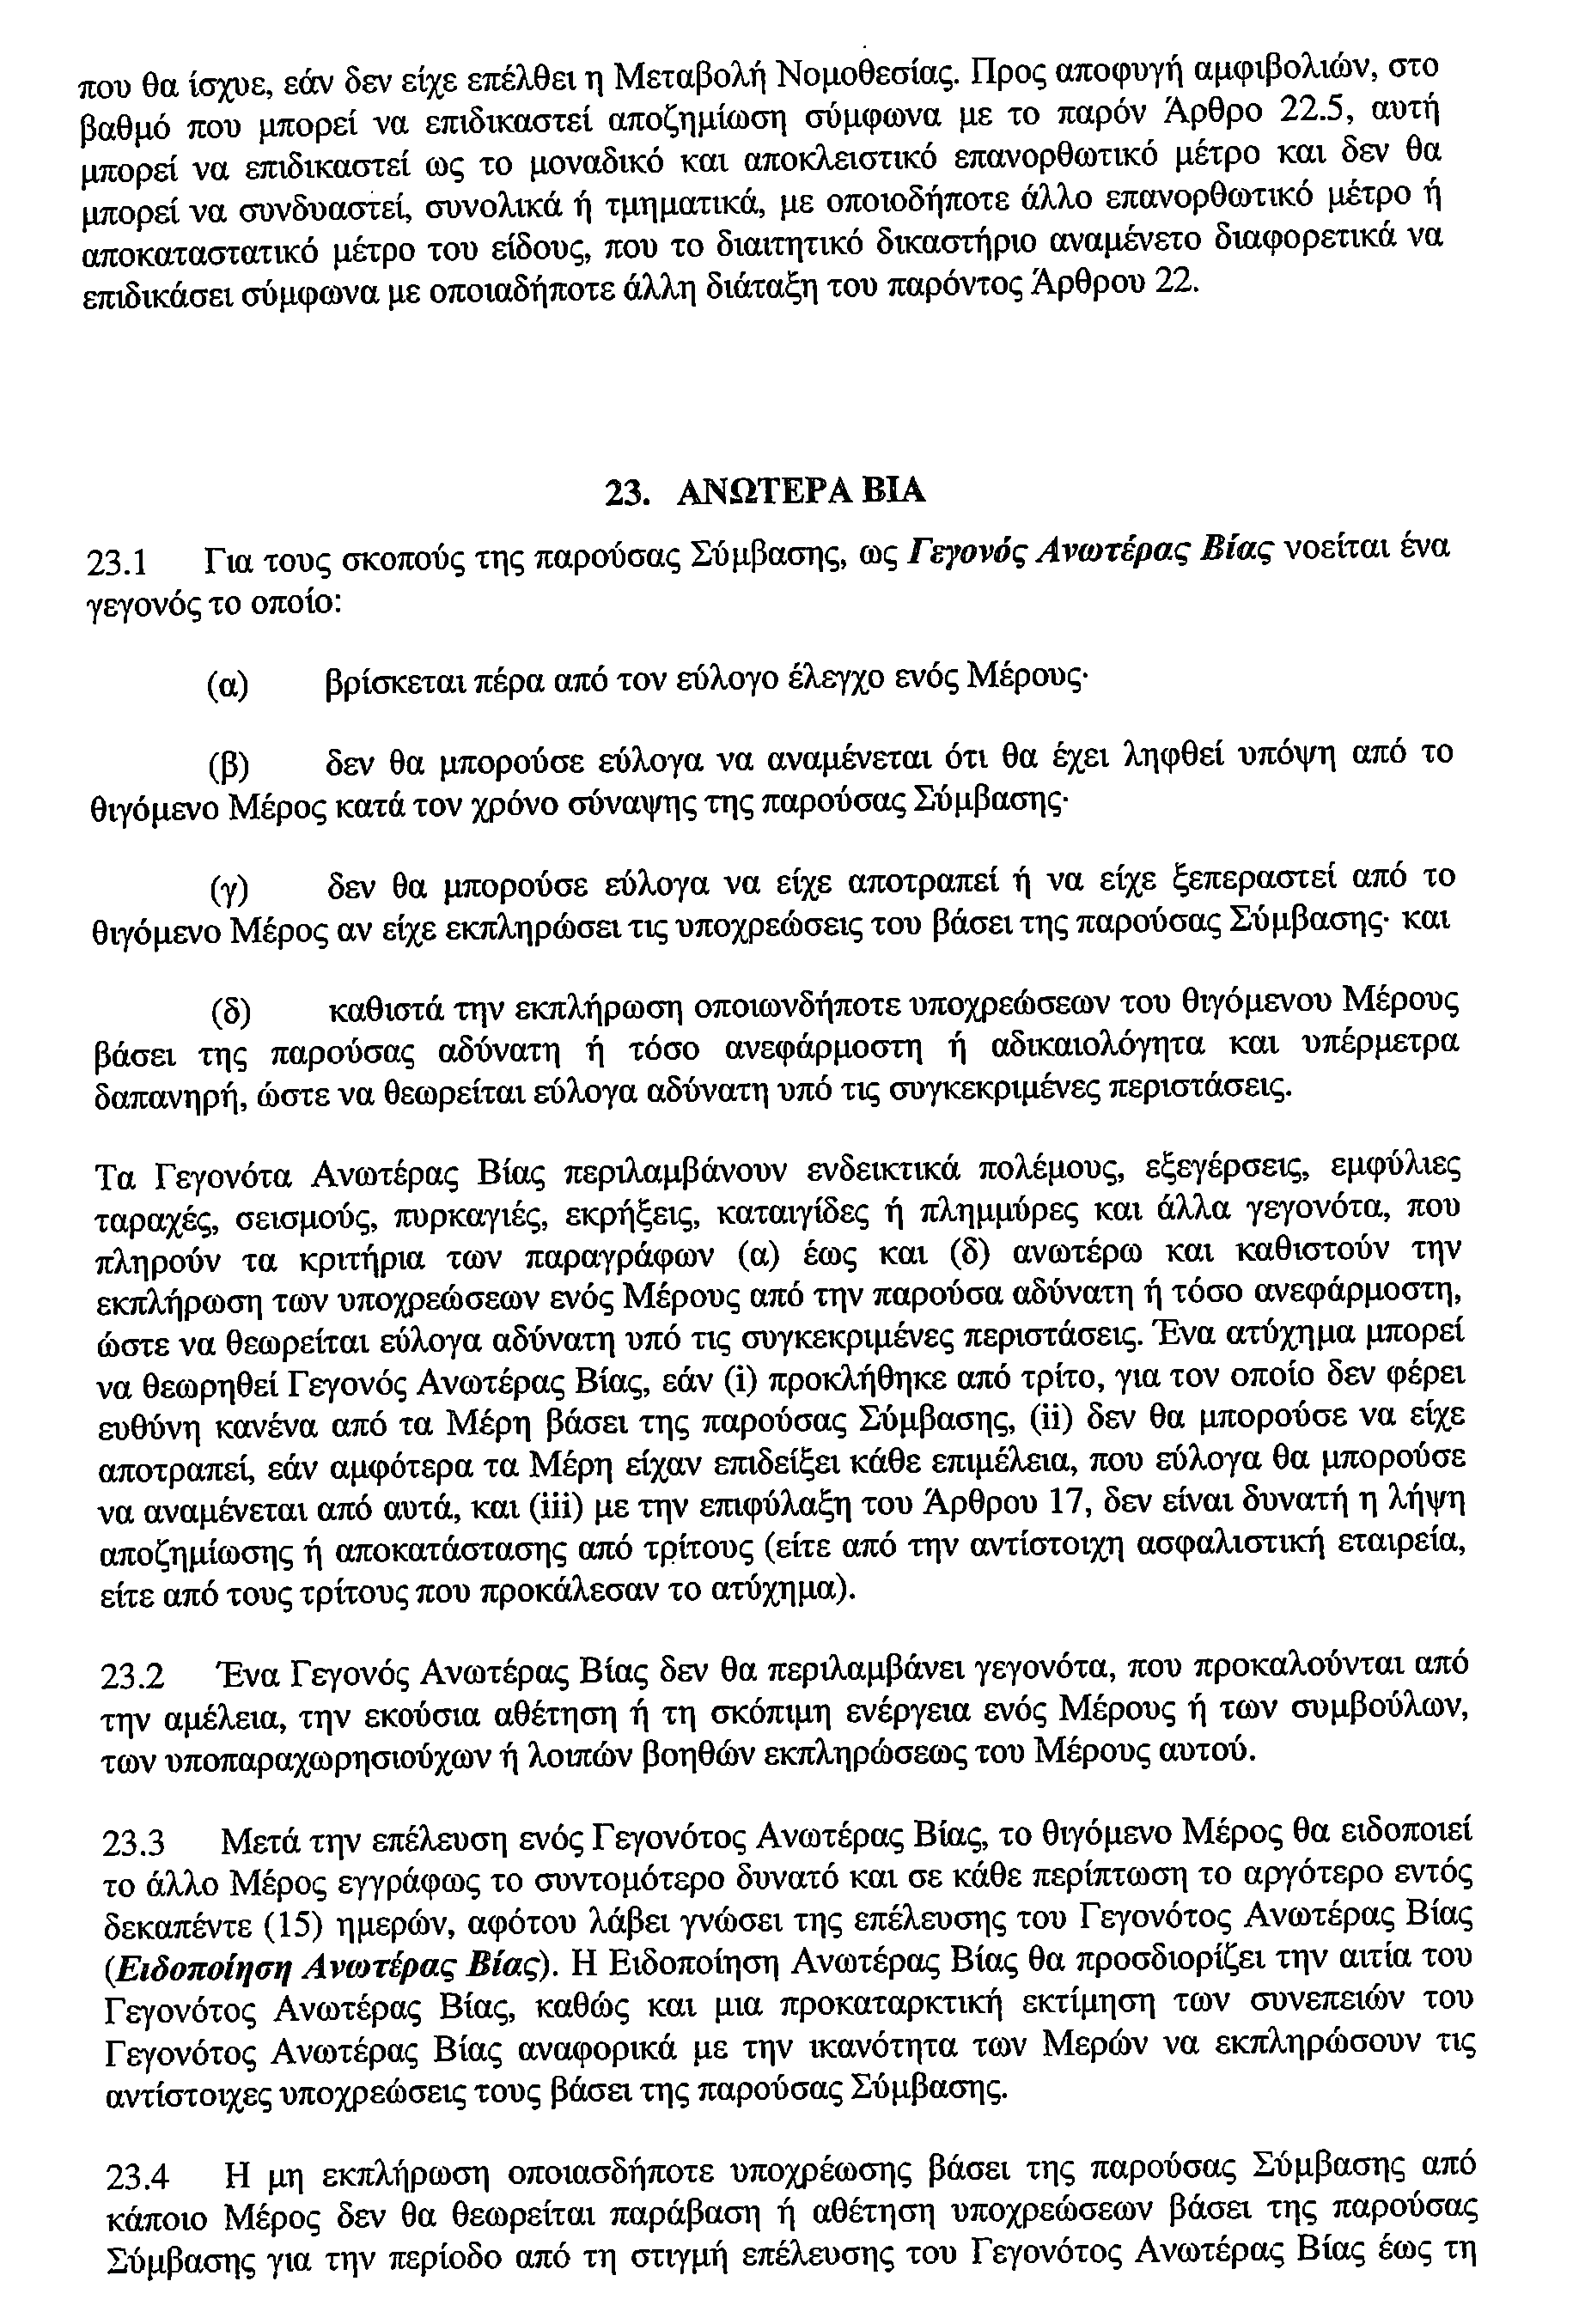 που θα ίσχυε, εάν δεν είχε επέλθει η Μεταβολή Νομοθεσίας. Προς αποφυγή αμφιβολιών, στο
βαθμό που μπορεί να επιδικαστεί αποζημίωση σύμφωνα με το παρόν Άρθρο 22.5, αυτή
μπορεί να επιδικαστεί ως το μοναδικό και αποκλειστικό επανορθωτικό μέτρο και δεν θα
μπορεί να συνδυαστεί, συνολικά ή τμηματικά, με οποιοδήποτε άλλο επανορθωτικό μέτρο ή
αποκαταστατικό μέτρο του είδους, που το διαιτητικό δικαστήριο αναμένετο διαφορετικά να
επιδικάσει σύμφωνα με οποιαδήποτε άλλη διάταξη του παρόντος Άρθρου 22.
23. ΑΝΩΤΕΡΑ ΒΙΑ
23.1 Για τους σκοπούς της παρούσας Σύμβασης, ως Γεγονός Ανωτέρας Βίας νοείται ένα
γεγονός το οποίο:
(α) βρίσκεται πέρα από τον εύλογο έλεγχο ενός Μέρους·
(β) δεν θα μπορούσε εύλογα να αναμένεται ότι θα έχει ληφθεί υπόψη από το
θιγόμενο Μέρος κατά τον χρόνο σύναψης της παρούσας Σύμβασης·
(γ) δεν θα μπορούσε εύλογα να είχε αποτραπεί ή να είχε ξεπεραστεί από το
θιγόμενο Μέρος αν είχε εκπληρώσει τις υποχρεώσεις του βάσει της παρούσας Σύμβασης· και
(δ) καθιστά την εκπλήρωση οποιωνδήποτε υποχρεώσεων του θιγόμενου Μέρους
βάσει της παρούσας αδύνατη ή τόσο ανεφάρμοστη ή αδικαιολόγητα και υπέρμετρα
δαπανηρή, ώστε να θεωρείται εύλογα αδύνατη υπό τις συγκεκριμένες περιστάσεις.
Τα Γεγονότα Ανωτέρας Βίας περιλαμβάνουν ενδεικτικά πολέμους, εξεγέρσεις, εμφύλιες
ταραχές, σεισμούς, πυρκαγιές, εκρήξεις, καταιγίδες ή πλημμύρες και άλλα γεγονότα, που
πληρούν τα κριτήρια των παραγράφων (α) έως και (δ) ανωτέρω και καθιστούν την
εκπλήρωση των υποχρεώσεων ενός Μέρους από την παρούσα αδύνατη ή τόσο ανεφάρμοστη,
ώστε να θεωρείται εύλογα αδύνατη υπό τις συγκεκριμένες περιστάσεις. Ένα ατύχημα μπορεί
να θεωρηθεί Γεγονός Ανωτέρας Βίας, εάν (i) προκλήθηκε από τρίτο, για τον οποίο δεν φέρει
ευθύνη κανένα από τα Μέρη βάσει της παρούσας Σύμβασης, (ii) δεν θα μπορούσε να είχε
αποτραπεί, εάν αμφότερα τα Μέρη είχαν επιδείξει κάθε επιμέλεια, που εύλογα θα μπορούσε
να αναμένεται από αυτά, και (iii) με την επιφύλαξη του Άρθρου 17, δεν είναι δυνατή η λήψη
αποζημίωσης ή αποκατάστασης από τρίτους (είτε από την αντίστοιχη ασφαλιστική εταιρεία,
είτε από τους τρίτους που προκάλεσαν το ατύχημα).
23.2 Ένα Γεγονός Ανωτέρας Βίας δεν θα περιλαμβάνει γεγονότα, που προκαλούνται από
την αμέλεια, την εκούσια αθέτηση ή τη σκόπιμη ενέργεια ενός Μέρους ή των συμβούλων,
των υποπαραχωρησιούχων ή λοιπών βοηθών εκπληρώσεως του Μέρους αυτού.
23.3 Μετά την επέλευση ενός Γεγονότος Ανωτέρας Βίας, το θιγόμενο Μέρος θα ειδοποιεί
το άλλο Μέρος εγγράφως το συντομότερο δυνατό και σε κάθε περίπτωση το αργότερο εντός
δεκαπέντε (15) ημερών, αφότου λάβει γνώσει της επέλευσης του Γεγονότος Ανωτέρας Βίας
(Ειδοποίηση Ανωτέρας Βίας). Η Ειδοποίηση Ανωτέρας Βίας θα προσδιορίζει την αιτία του
Γεγονότος Ανωτέρας Βίας, καθώς και μια προκαταρκτική εκτίμηση των συνεπειών του
Γεγονότος Ανωτέρας Βίας αναφορικά με την ικανότητα των Μερών να εκπληρώσουν τις
αντίστοιχες υποχρεώσεις τους βάσει της παρούσας Σύμβασης.
23.4 Η μη εκπλήρωση οποιασδήποτε υποχρέωσης βάσει της παρούσας Σύμβασης από
κάποιο Μέρος δεν θα θεωρείται παράβαση ή αθέτηση υποχρεώσεων βάσει της παρούσας
Σύμβασης για την περίοδο από τη στιγμή επέλευσης του Γεγονότος Ανωτέρας Βίας έως τη